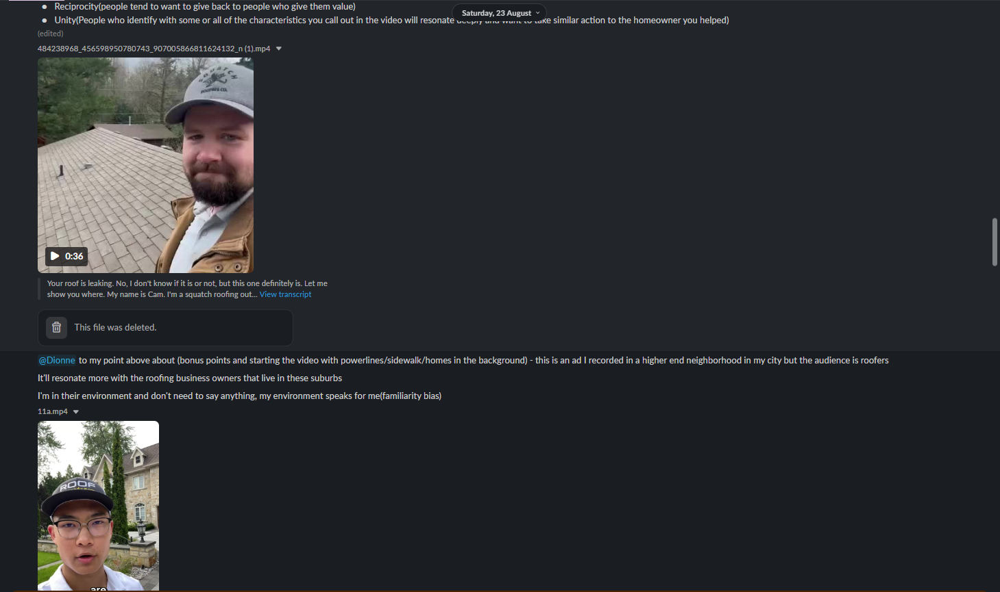 Reciprocity(people tend to want to give back to people who give them value)
Saturday, 23 August
Unity(People who identify with some or all of the characteristics you call out in the video will resonate deeply and want to take similar action to the homeowner you helped)
(edited)
484238968_456598950780743_907005866811624132_n (1).mp4
SQUATCH
ROOFING CO.
0:36
Your roof is leaking. No, I don't know if it is or not, but this one definitely is. Let me
show you where. My name is Cam. I'm a squatch roofing out... View transcript
This file was deleted.
@Dionne to my point above about (bonus points and starting the video with powerlines/sidewalk/homes in the background) - this is an ad I recorded in a higher end neighborhood in my city but the audience is roofers
It'll resonate more with the roofing business owners that live in these suburbs
I'm in their environment and don't need to say anything, my environment speaks for me(familiarity bias)
11a.mp4
ROOF
are